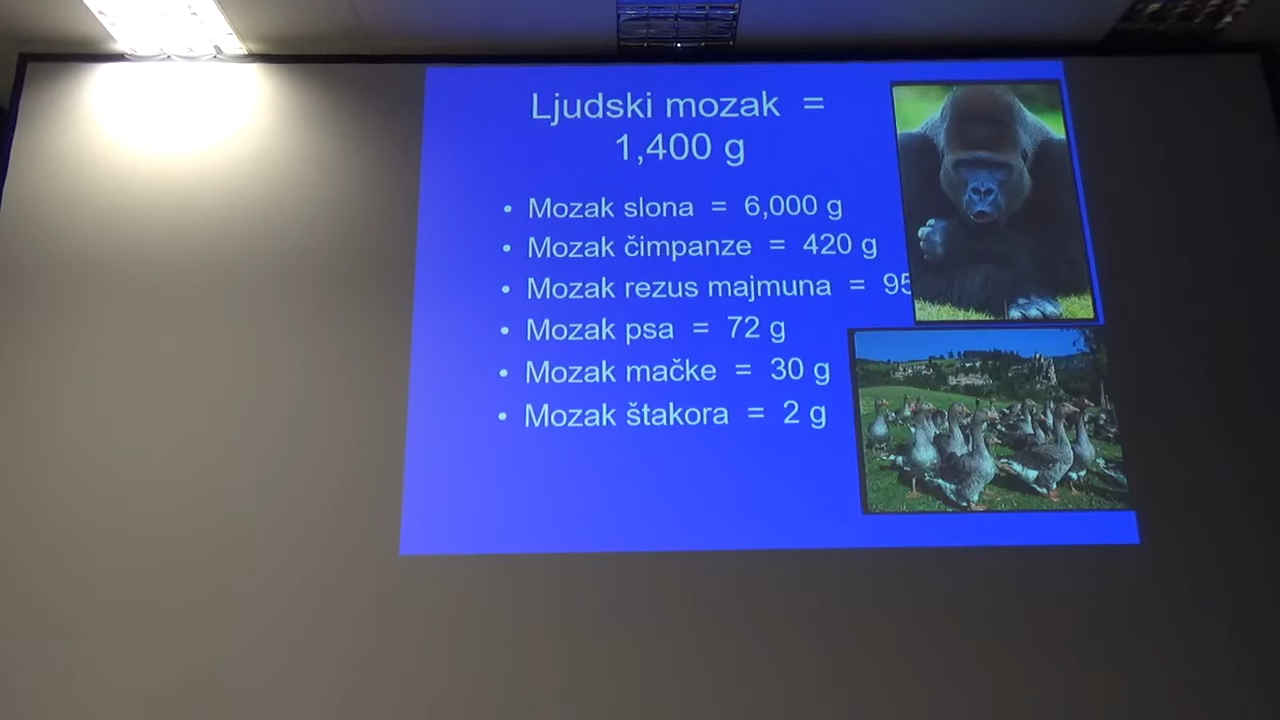 Ljudski mozak =
1,400 g
• Mozak slona = 6,000 g
• Mozak čimpanze = 420 g
• Mozak rezus majmuna = 95
• Mozak psa = 72 g
• Mozak mačke = 30 g
• Mozak štakora = 2 g